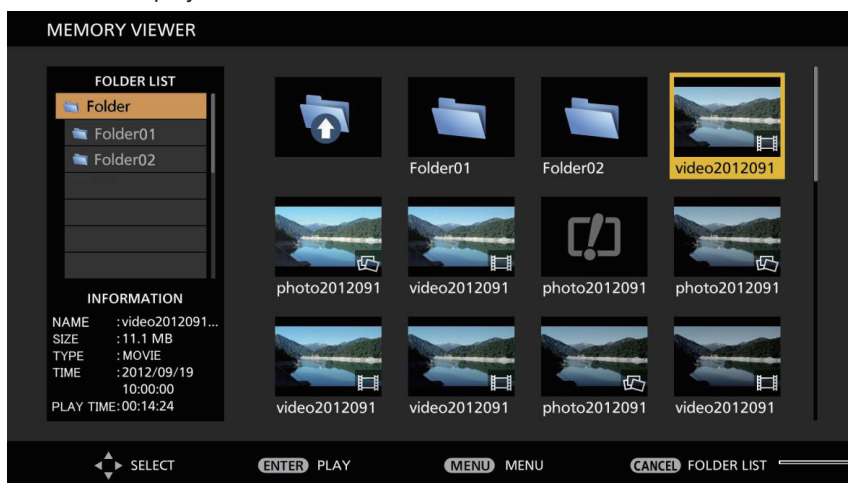 MEMORY VIEWER
FOLDER LIST
Folder
Folder01
Folder02
INFORMATION
NAME :video2012091...
SIZE :11.1 MB
TYPE :MOVIE
TIME :2012/09/19
10:00:00
PLAY TIME:00:14:24
Folder01 Folder02 video2012091
photo2012091 video2012091 photo2012091 photo2012091
video2012091 video2012091 photo2012091 video2012091
SELECT ENTER PLAY MENU MENU CANCEL FOLDER LIST